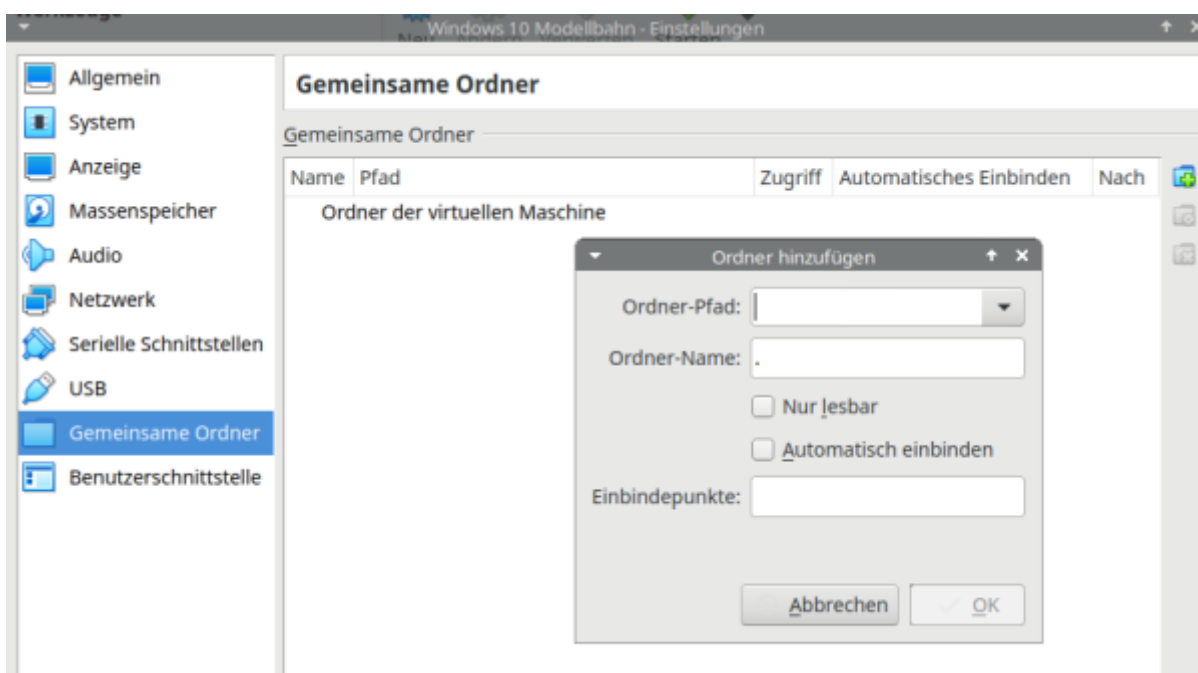 Windows 10 Modellbahn - Einstellungen
Allgemein
System
Anzeige
Massenspeicher
Audio
Netzwerk
Serielle Schnittstellen
USB
Gemeinsame Ordner
Benutzerschnittstelle
Gemeinsame Ordner
Gemeinsame Ordner
Name Pfad Zugriff Automatisches Einbinden Nach
Ordner der virtuellen Maschine
Ordner hinzufügen
Ordner-Pfad:
Ordner-Name: .
Nur lesbar
Automatisch einbinden
Einbindepunkte:
Abbrechen OK